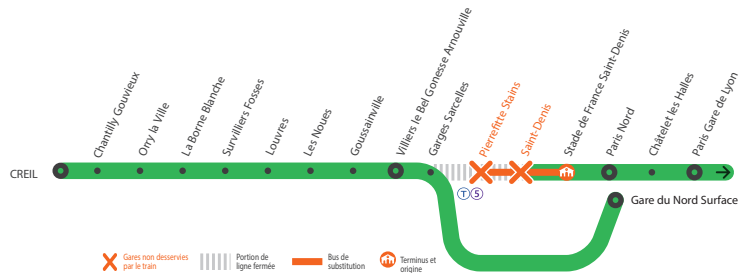 CREIL
Chantilly Gouvieux
Orry la Ville
La Borne Blanche
Survilliers Fosses
Louvres
Les Noues
Goussainville
Villiers le Bel Gonesse Arnouville
Garges Sarcelles
Pierrefitte Stains
Saint-Denis
Stade de France Saint-Denis
Paris Nord
Châtelet les Halles
Paris Gare de Lyon
T 5
Gare du Nord Surface
Gares non desservies
par le train
Portion de
ligne fermée
Bus de
substitution
Terminus et
origine